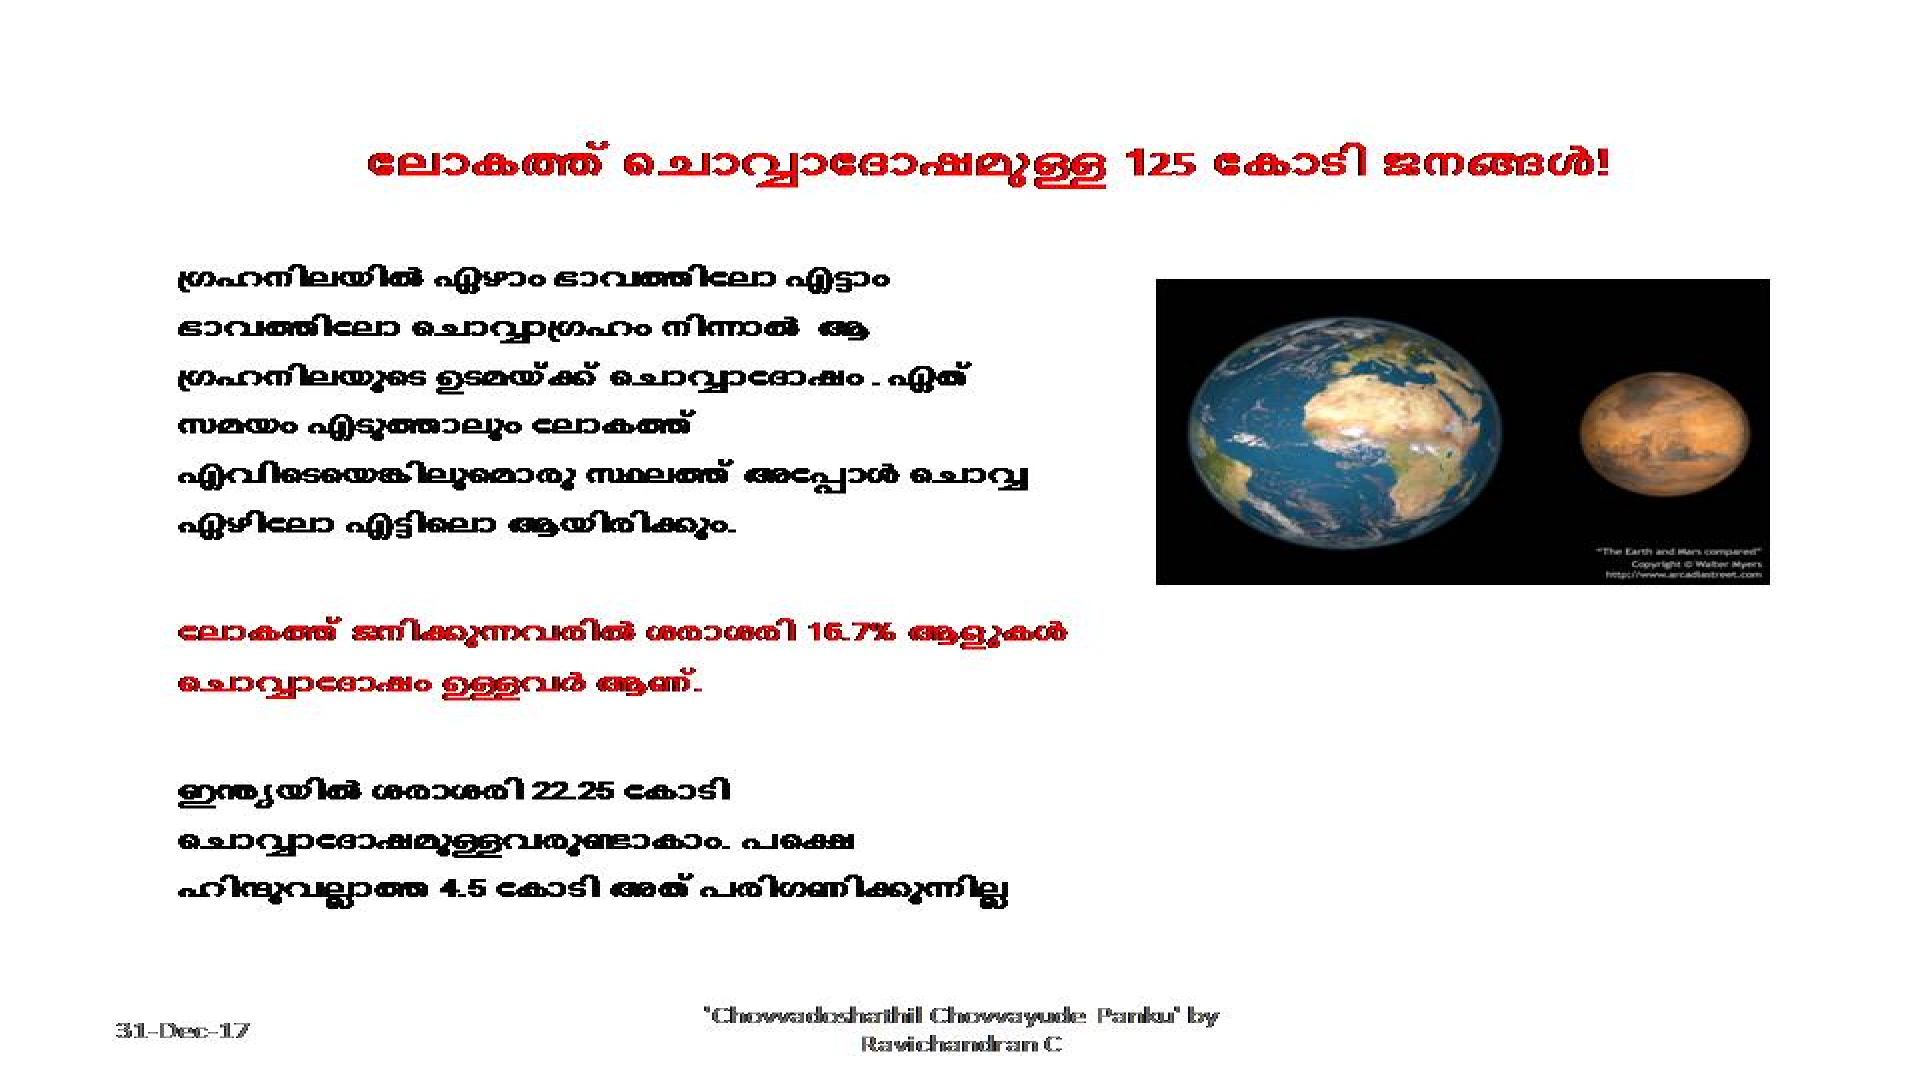 ലോകത്ത് ചൊവ്വാദോഷമുള്ള 125 കോടി ജനങ്ങൾ!
ഗ്രഹനിലയിൽ ഏഴാം ഭാവത്തിലോ എട്ടാം
ഭാവത്തിലോ ചൊവ്വാഗ്രഹം നിന്നാൽ ആ
ഗ്രഹനിലയുടെ ഉടമയ്ക്ക് ചൊവ്വാദോഷം . ഏത്
സമയം എടുത്താലും ലോകത്ത്
എവിടെയെങ്കിലുമൊരു സ്ഥലത്ത് അപ്പോൾ ചൊവ്വ
ഏഴിലോ എട്ടിലൊ ആയിരിക്കും.
"The Earth and Mars compared"
Copyright © Walter Myers
http://www.arcadiastreet.com
ലോകത്ത് ജനിക്കുന്നവരിൽ ശരാശരി 16.7% ആളുകൾ
ചൊവ്വാദോഷം ഉള്ളവർ ആണ്.
ഇന്ത്യയിൽ ശരാശരി 22.25 കോടി
ചൊവ്വാദോഷമുള്ളവരുണ്ടാകാം. പക്ഷെ
ഹിന്ദുവല്ലാത്ത 4.5 കോടി അത് പരിഗണിക്കുന്നില്ല
31-Dec-17
'Chowwadoshathil Chowwayude Panku' by
Ravichandran C